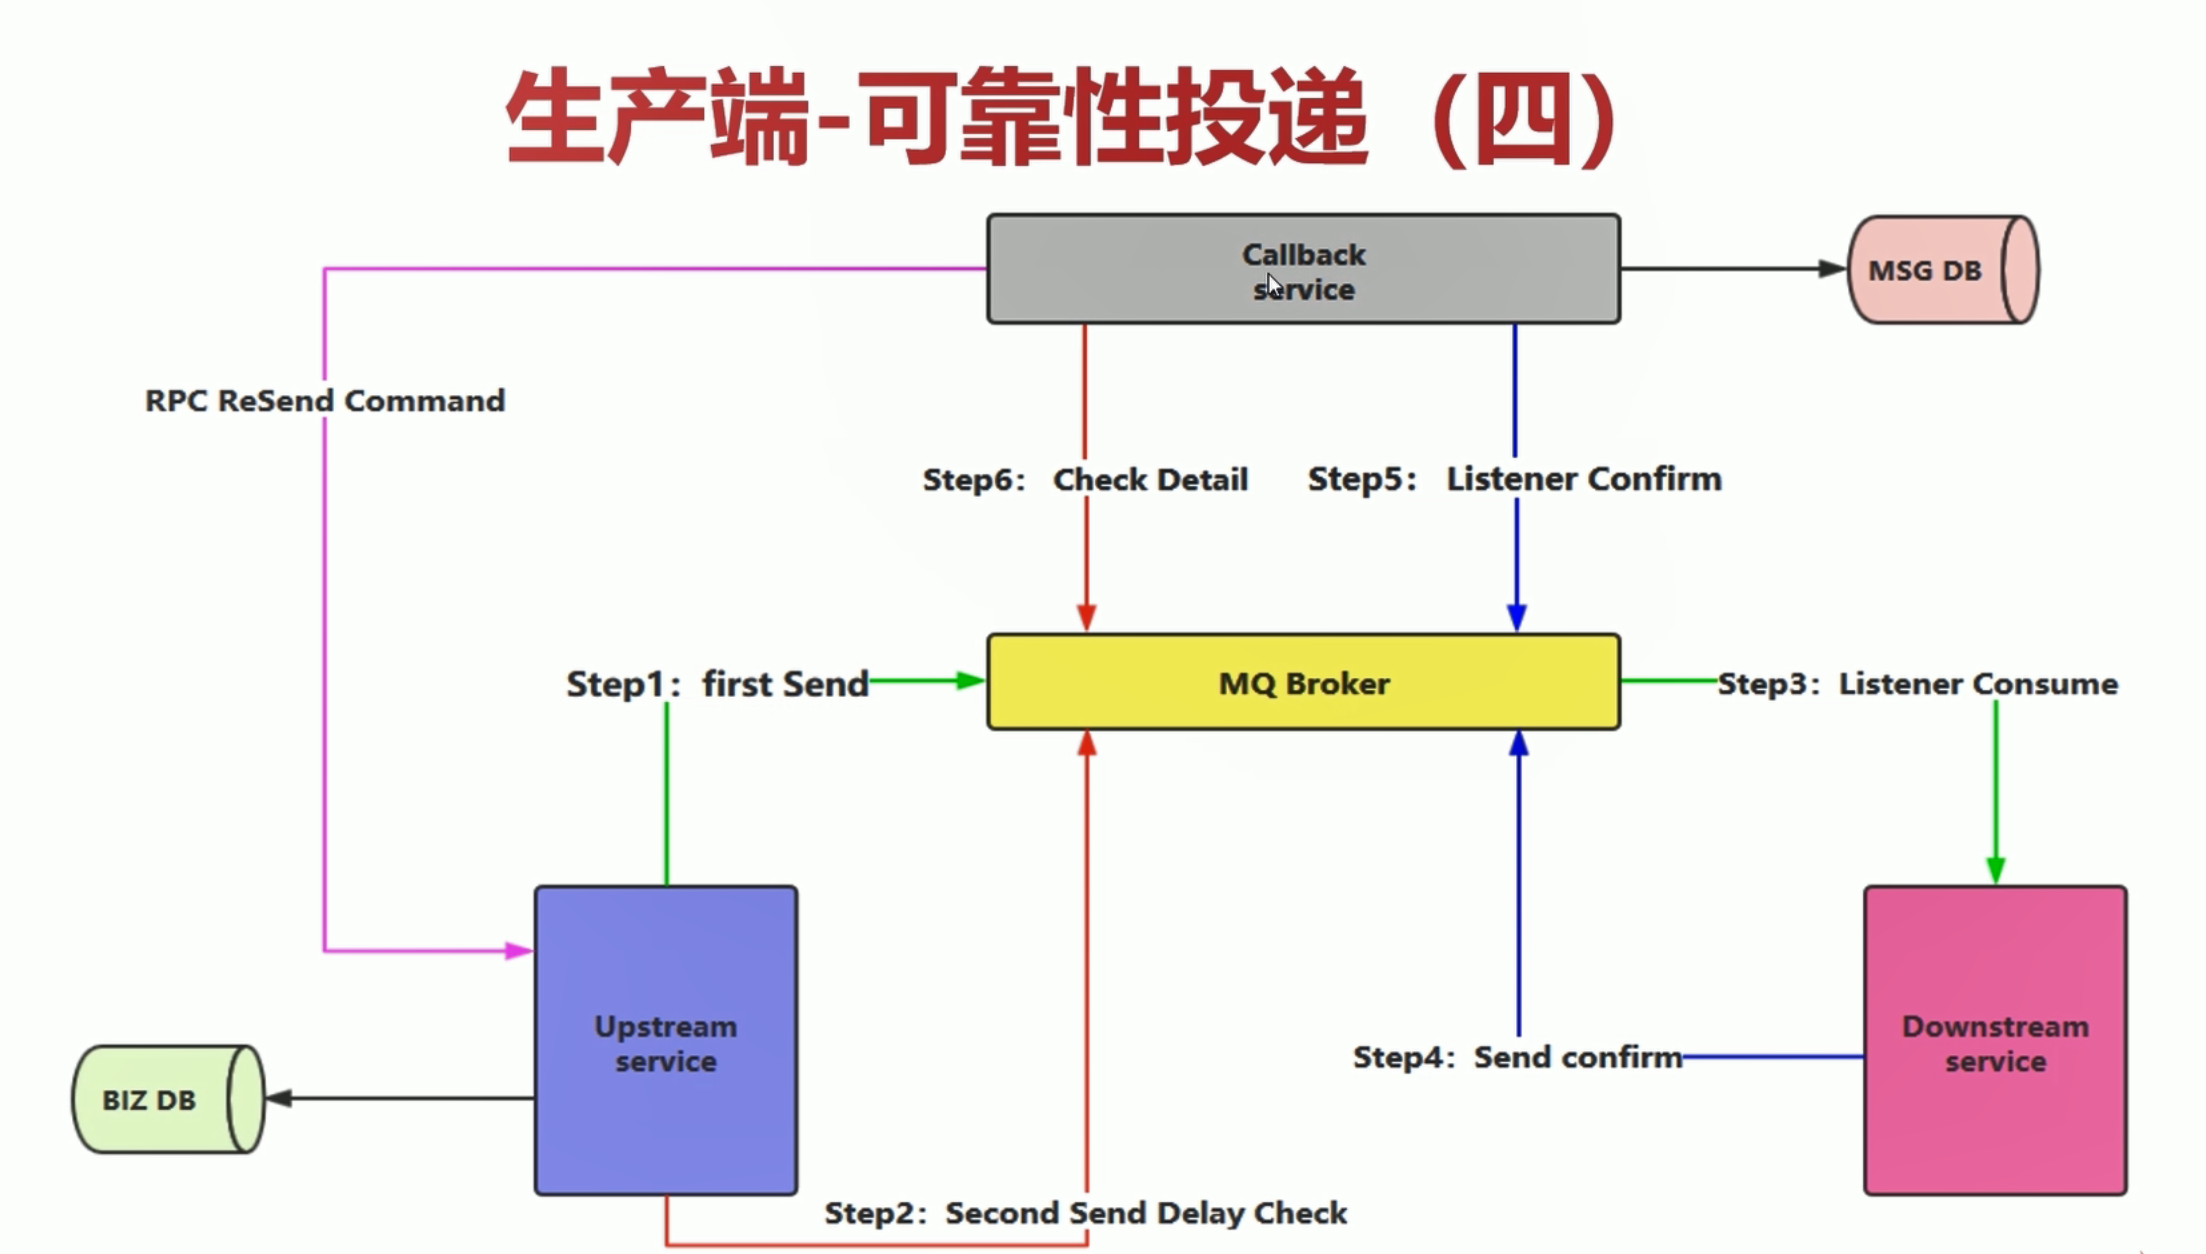 生产端-可靠性投递（四）
Callback
service
MSG DB
RPC ReSend Command
Step6： Check Detail
Step5： Listener Confirm
Step1：first Send
MQ Broker
Step3：Listener Consume
Upstream
service
Downstream
service
BIZ DB
Step4：Send confirm
Step2：Second Send Delay Check